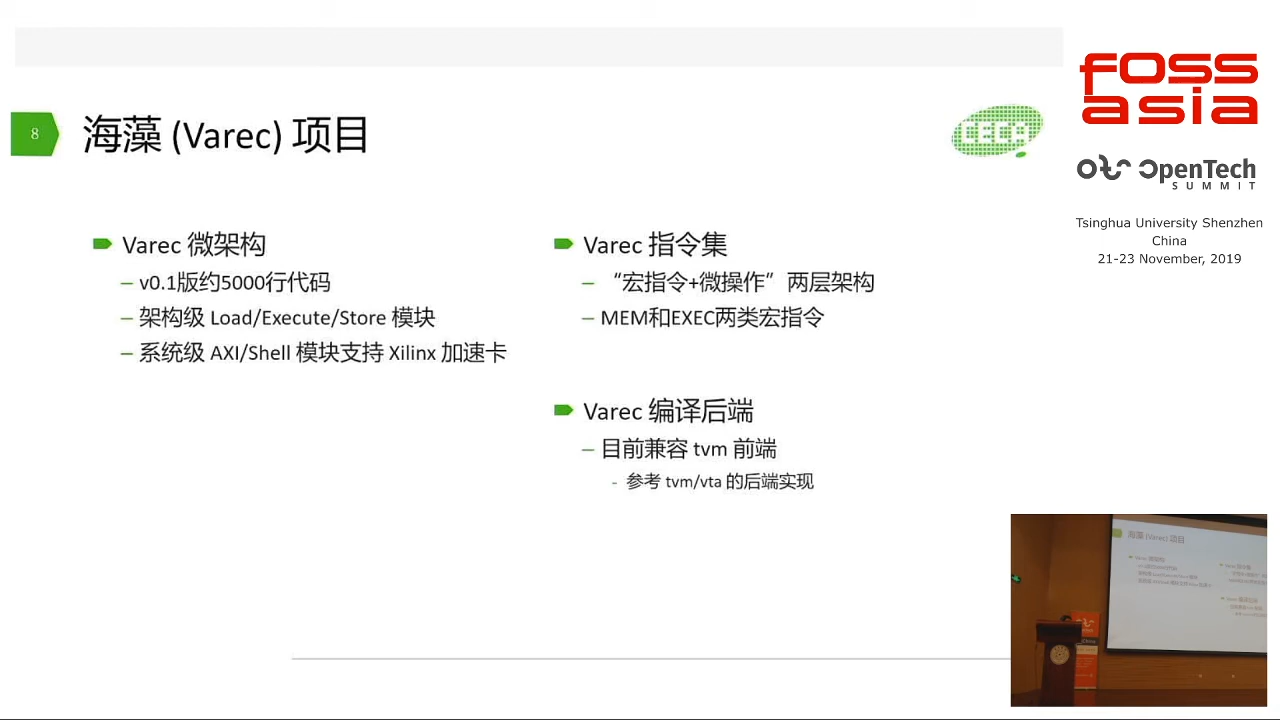 8
海藻 (Varec) 项目
Varec 微架构
– v0.1版约5000行代码
– 架构级 Load/Execute/Store 模块
– 系统级 AXI/Shell 模块支持 Xilinx 加速卡
Varec 指令集
– “宏指令+微操作”两层架构
– MEM和EXEC两类宏指令
Varec 编译后端
– 目前兼容 tvm 前端
- 参考 tvm/vta 的后端实现
FOSS
asia
OpenTech
SUMMIT
Tsinghua University Shenzhen
China
21-23 November, 2019
海藻 (Varec) 项目